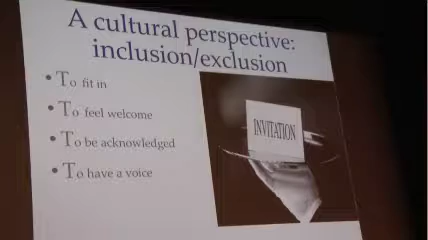 A cultural perspective:
inclusion/exclusion
• To fit in
• To feel welcome
• To be acknowledged
• To have a voice
INVITATION